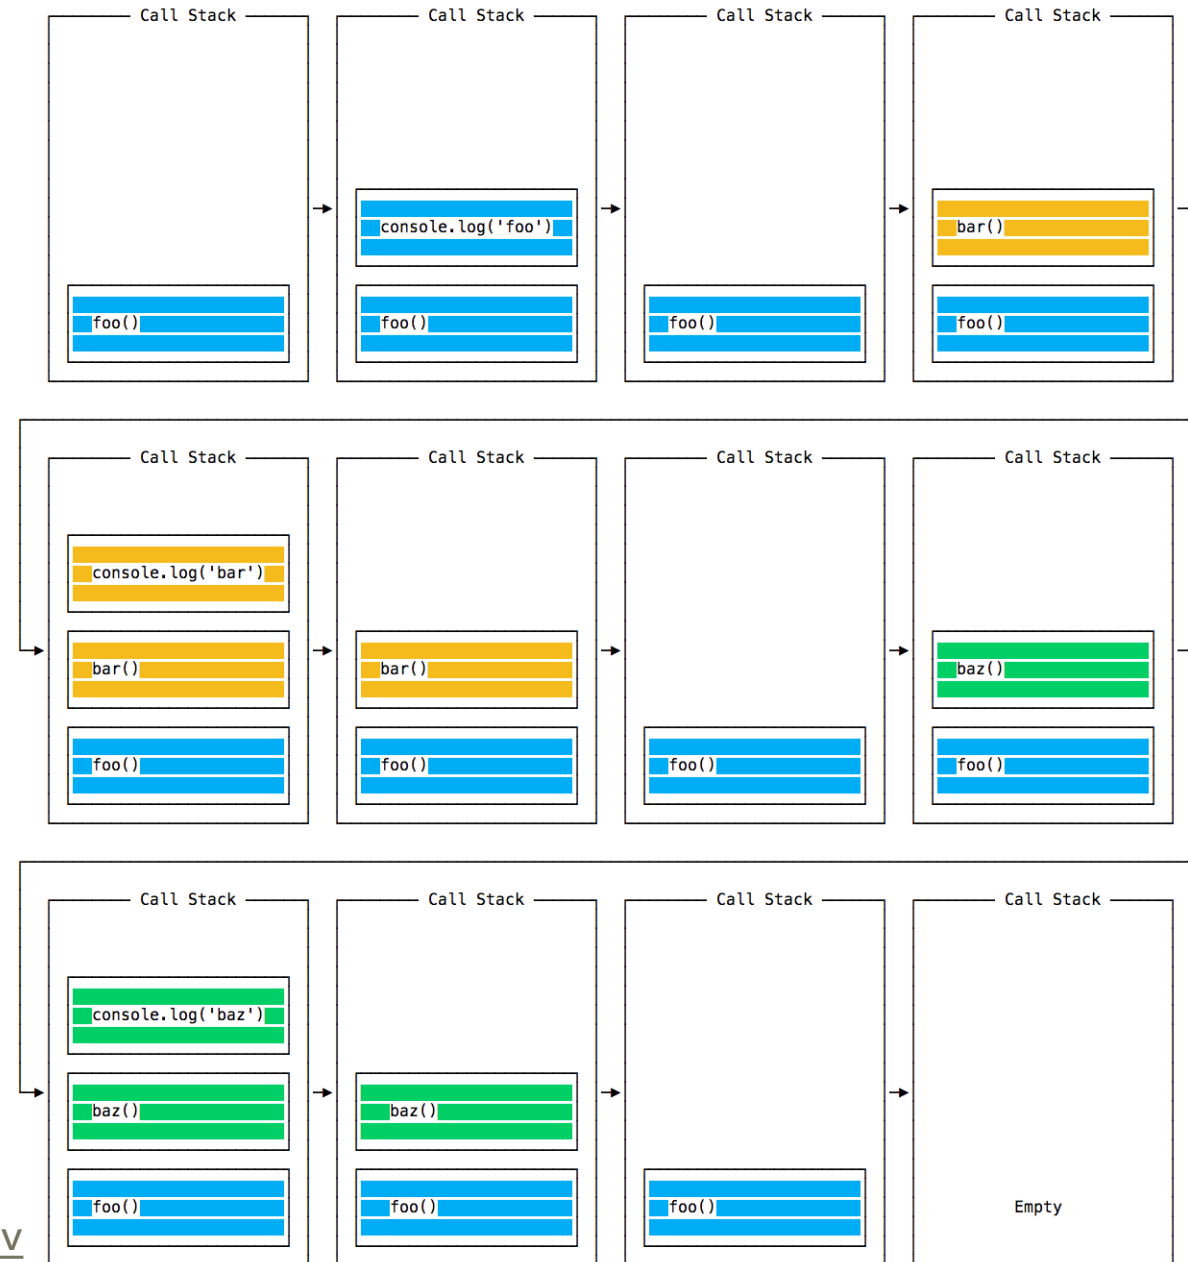 Call Stack Call Stack Call Stack Call Stack
console.log('foo') bar()
foo() foo() foo() foo()
Call Stack Call Stack Call Stack Call Stack
console.log('bar')
bar() bar() baz()
foo() foo() foo() foo()
Call Stack Call Stack Call Stack Call Stack
console.log('baz')
baz() baz()
foo() foo() foo() Empty
v